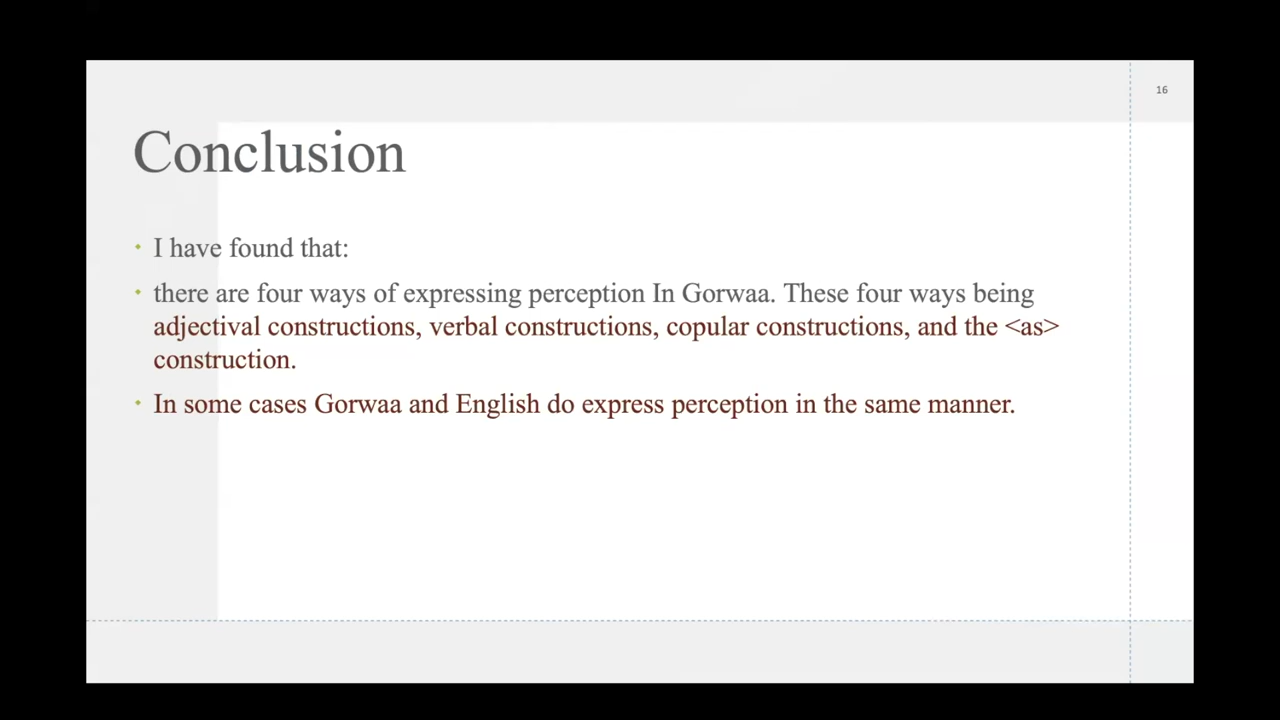 16
Conclusion
• I have found that:
• there are four ways of expressing perception In Gorwaa. These four ways being
adjectival constructions, verbal constructions, copular constructions, and the <as>
construction.
• In some cases Gorwaa and English do express perception in the same manner.